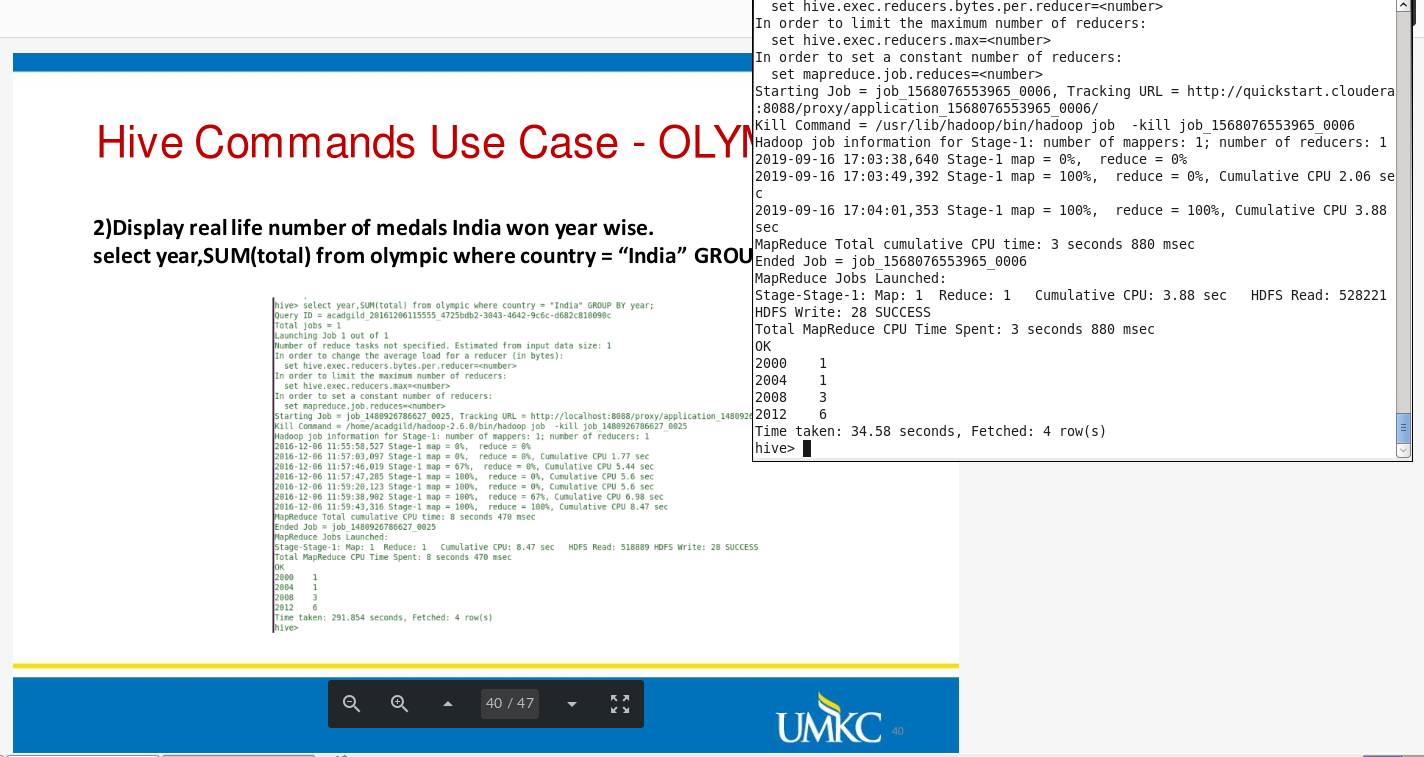 Hive Commands Use Case - OLYM
2)Display real life number of medals India won year wise.
select year,SUM(total) from olympic where country = “India” GROU
hive> select year,SUM(total) from olympic where country = "India" GROUP BY year;
Query ID = acadgild_20161206115555_4725bdb2-3043-4642-9c6c-d682c810090c
Total jobs = 1
Launching Job 1 out of 1
Number of reduce tasks not specified. Estimated from input data size: 1
In order to change the average load for a reducer (in bytes):
  set hive.exec.reducers.bytes.per.reducer=<number>
In order to limit the maximum number of reducers:
  set hive.exec.reducers.max=<number>
In order to set a constant number of reducers:
  set mapreduce.job.reduces=<number>
Starting Job = job_1480926786627_0025, Tracking URL = http://localhost:8088/proxy/application_148092
Kill Command = /home/acadgild/hadoop-2.6.0/bin/hadoop job  -kill job_1480926786627_0025
Hadoop job information for Stage-1: number of mappers: 1; number of reducers: 1
2016-12-06 11:55:58,527 Stage-1 map = 0%,  reduce = 0%
2016-12-06 11:57:03,097 Stage-1 map = 0%,  reduce = 0%, Cumulative CPU 1.77 sec
2016-12-06 11:57:46,019 Stage-1 map = 67%,  reduce = 0%, Cumulative CPU 5.44 sec
2016-12-06 11:57:47,285 Stage-1 map = 100%,  reduce = 0%, Cumulative CPU 5.6 sec
2016-12-06 11:59:20,123 Stage-1 map = 100%,  reduce = 0%, Cumulative CPU 5.6 sec
2016-12-06 11:59:38,902 Stage-1 map = 100%,  reduce = 67%, Cumulative CPU 6.98 sec
2016-12-06 11:59:43,316 Stage-1 map = 100%,  reduce = 100%, Cumulative CPU 8.47 sec
MapReduce Total cumulative CPU time: 8 seconds 470 msec
Ended Job = job_1480926786627_0025
MapReduce Jobs Launched:
Stage-Stage-1: Map: 1  Reduce: 1   Cumulative CPU: 8.47 sec   HDFS Read: 518889 HDFS Write: 28 SUCCESS
Total MapReduce CPU Time Spent: 8 seconds 470 msec
OK
2000    1
2004    1
2008    3
2012    6
Time taken: 291.854 seconds, Fetched: 4 row(s)
hive>
40 / 47
UMKC
40
  set hive.exec.reducers.bytes.per.reducer=<number>
In order to limit the maximum number of reducers:
  set hive.exec.reducers.max=<number>
In order to set a constant number of reducers:
  set mapreduce.job.reduces=<number>
Starting Job = job_1568076553965_0006, Tracking URL = http://quickstart.cloudera
:8088/proxy/application_1568076553965_0006/
Kill Command = /usr/lib/hadoop/bin/hadoop job  -kill job_1568076553965_0006
Hadoop job information for Stage-1: number of mappers: 1; number of reducers: 1
2019-09-16 17:03:38,640 Stage-1 map = 0%,  reduce = 0%
2019-09-16 17:03:49,392 Stage-1 map = 100%,  reduce = 0%, Cumulative CPU 2.06 se
c
2019-09-16 17:04:01,353 Stage-1 map = 100%,  reduce = 100%, Cumulative CPU 3.88
sec
MapReduce Total cumulative CPU time: 3 seconds 880 msec
Ended Job = job_1568076553965_0006
MapReduce Jobs Launched:
Stage-Stage-1: Map: 1  Reduce: 1   Cumulative CPU: 3.88 sec   HDFS Read: 528221
HDFS Write: 28 SUCCESS
Total MapReduce CPU Time Spent: 3 seconds 880 msec
OK
2000    1
2004    1
2008    3
2012    6
Time taken: 34.58 seconds, Fetched: 4 row(s)
hive>